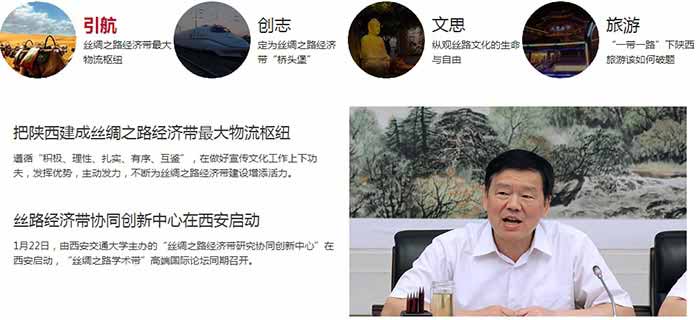 引航
丝绸之路经济带最大
物流枢纽
创志
定为丝绸之路经济
带“桥头堡”
文思
纵观丝路文化的生命
与自由
旅游
“一带一路”下陕西
旅游该如何破题
把陕西建成丝绸之路经济带最大物流枢纽
遵循“积极、理性、扎实、有序、互鉴”，在做好宣传文化工作上下功
夫，发挥优势，主动发力，不断为丝绸之路经济带建设增添活力。
丝路经济带协同创新中心在西安启动
1月22日，由西安交通大学主办的“丝绸之路经济带研究协同创新中心”在
西安启动，“丝绸之路学术带”高端国际论坛同期召开。